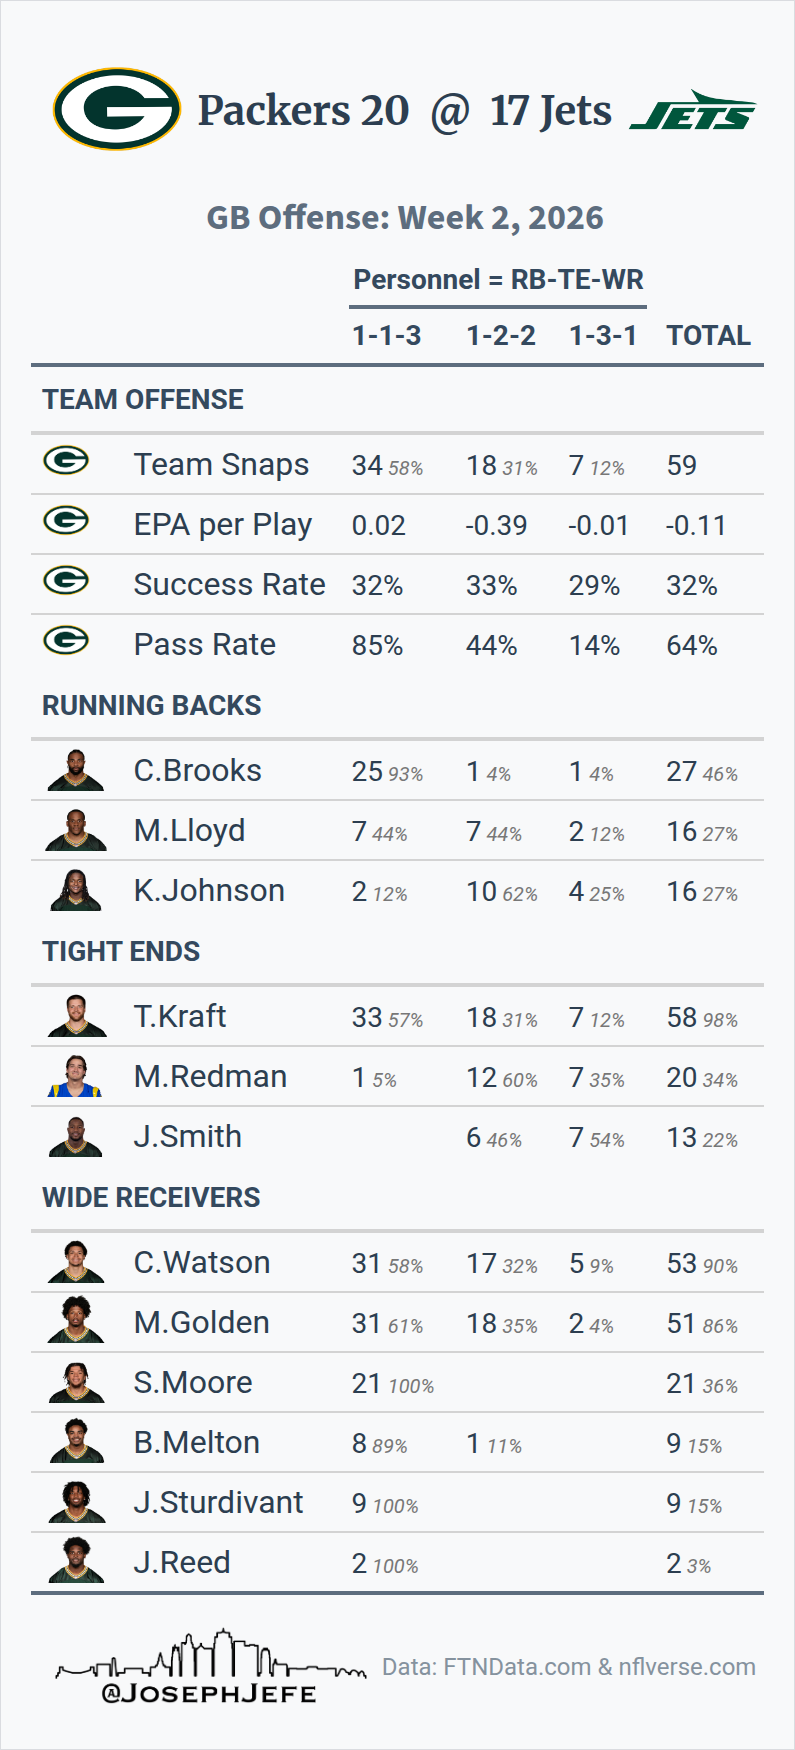 Packers 20 @ 17 Jets JETS
GB Offense: Week 2, 2026
Personnel = RB-TE-WR
1-1-3 1-2-2 1-3-1 TOTAL
TEAM OFFENSE
Team Snaps 34 58% 18 31% 7 12% 59
EPA per Play 0.02 -0.39 -0.01 -0.11
Success Rate 32% 33% 29% 32%
Pass Rate 85% 44% 14% 64%
RUNNING BACKS
C.Brooks 25 93% 1 4% 1 4% 27 46%
M.Lloyd 7 44% 7 44% 2 12% 16 27%
K.Johnson 2 12% 10 62% 4 25% 16 27%
TIGHT ENDS
T.Kraft 33 57% 18 31% 7 12% 58 98%
M.Redman 1 5% 12 60% 7 35% 20 34%
J.Smith 6 46% 7 54% 13 22%
WIDE RECEIVERS
C.Watson 31 58% 17 32% 5 9% 53 90%
M.Golden 31 61% 18 35% 2 4% 51 86%
S.Moore 21 100% 21 36%
B.Melton 8 89% 1 11% 9 15%
J.Sturdivant 9 100% 9 15%
J.Reed 2 100% 2 3%
Data: FTNData.com & nflverse.com
@JOSEPHJEFE